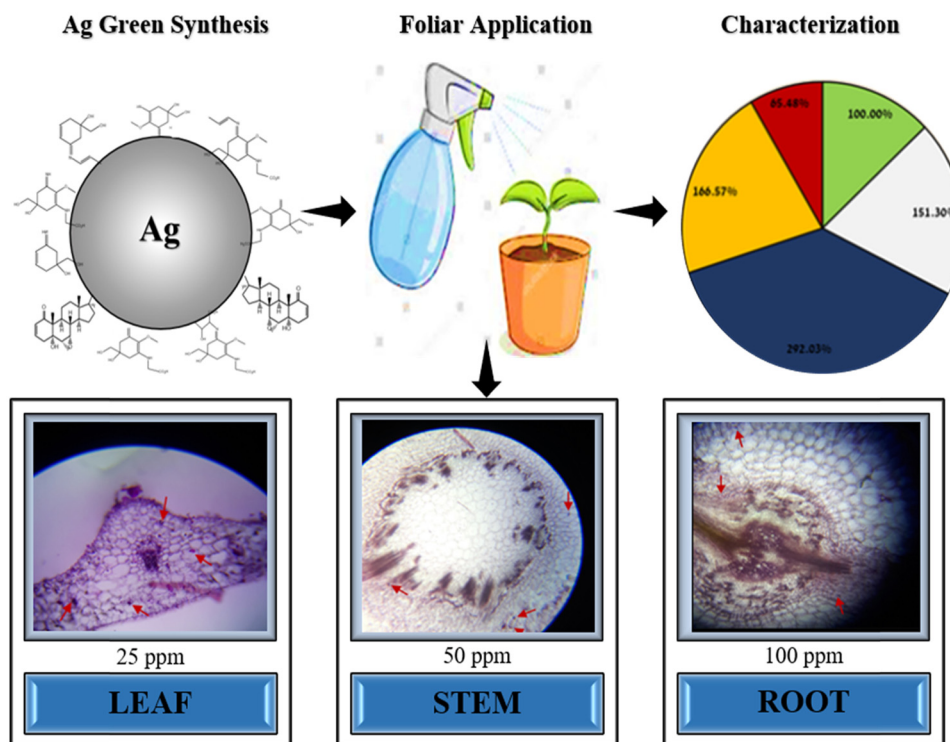 Ag Green Synthesis
Foliar Application
Characterization
Ag
65.48%
100.00%
166.57%
151.30%
292.03%
25 ppm
50 ppm
100 ppm
LEAF
STEM
ROOT